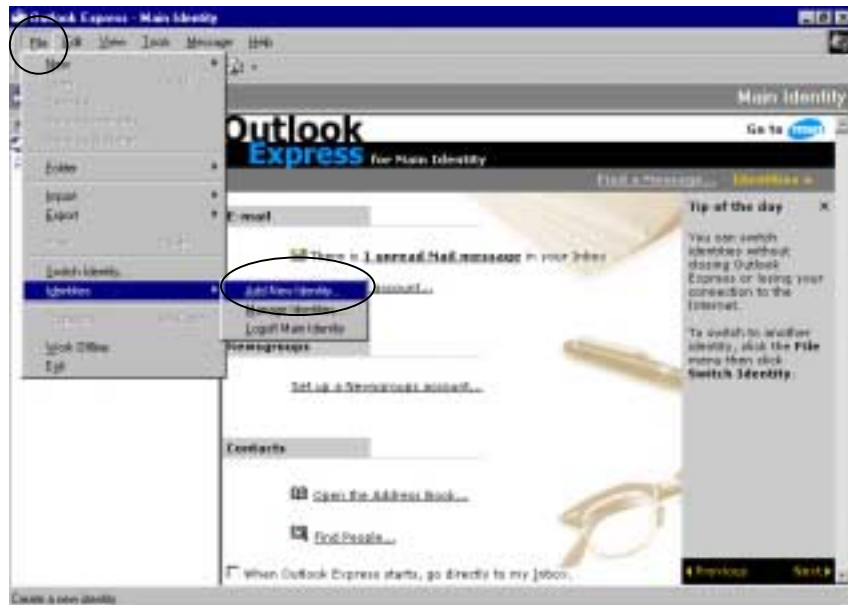 Outlook Express - Main Identity
File Edit View Tools Message Help
New
Folder
Import
Export
Switch Identity...
Identities
Work Offline
Exit
Add New Identity...
Manage Identities...
Logoff Main Identity
Main Identity
Outlook
Express for Main Identity
Go to msn
Find a Message... Identities
E-mail
There is 1 unread Mail message in your Inbox
account...
Newsgroups
Set up a Newsgroups account...
Contacts
Open the Address Book...
Find People...
When Outlook Express starts, go directly to my Inbox.
Tip of the day x
You can switch
identities without
closing Outlook
Express or losing your
connection to the
Internet.
To switch to another
identity, click the File
menu then click
Switch Identity.
Previous Next
Create a new identity